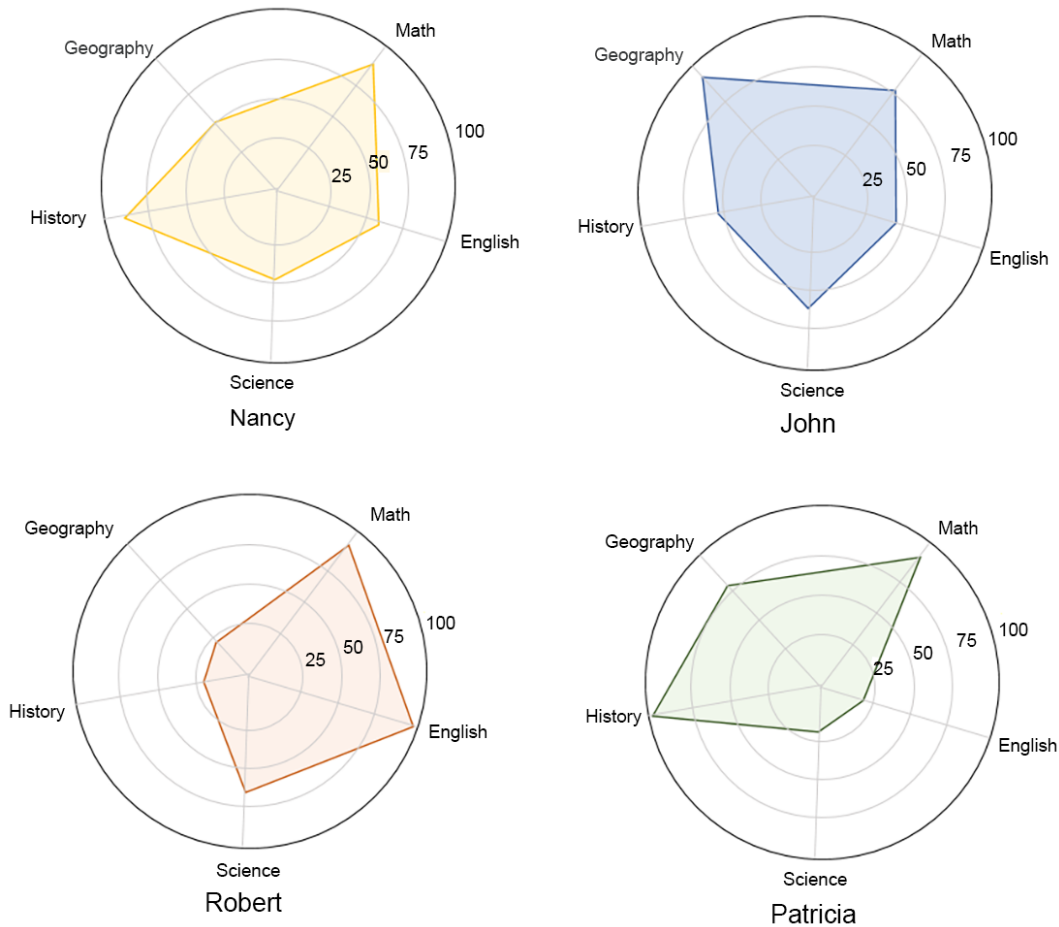 Math
Geography
100
75
50
25
History
English
Science
Nancy
Math
Geography
100
75
50
25
History
English
Science
John
Math
Geography
100
75
50
25
History
English
Science
Robert
Math
Geography
100
75
50
25
History
English
Science
Patricia